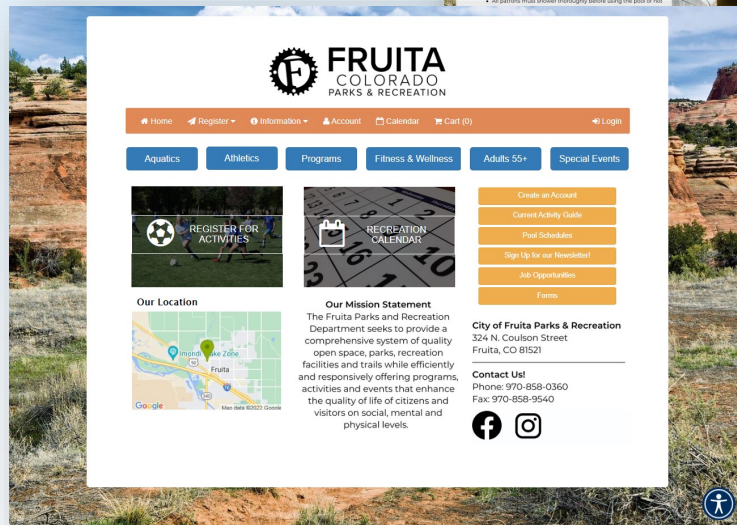 All patrons must shower thoroughly before using the pool or hot
FRUITA
COLORADO
PARKS & RECREATION
Home Register Information Account Calendar Cart (0) Login
Aquatics Athletics Programs Fitness & Wellness Adults 55+ Special Events
REGISTER FOR
ACTIVITIES
RECREATION
CALENDAR
Create an Account
Current Activity Guide
Pool Schedules
Sign Up for our Newsletter!
Job Opportunities
Forms
Our Location
Fruita
Google
Map data ©2022 Google
Our Mission Statement
The Fruita Parks and Recreation
Department seeks to provide a
comprehensive system of quality
open space, parks, recreation
facilities and trails while efficiently
and responsively offering programs,
activities and events that enhance
the quality of life of citizens and
visitors on social, mental and
physical levels.
City of Fruita Parks & Recreation
324 N. Coulson Street
Fruita, CO 81521
Contact Us!
Phone: 970-858-0360
Fax: 970-858-9540